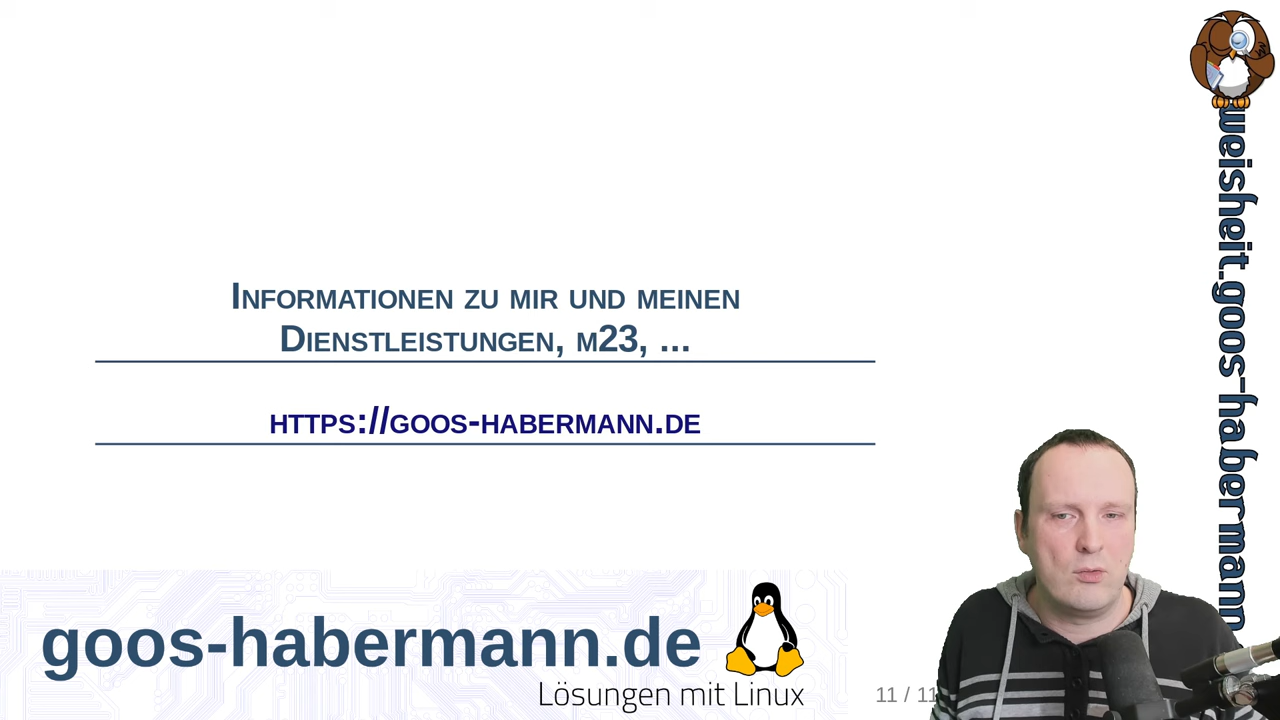 Informationen zu mir und meinen
Dienstleistungen, m23, ...
https://goos-habermann.de
goos-habermann.de
Lösungen mit Linux
11 / 11
weisheit.goos-habermann